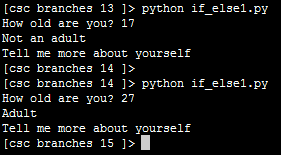 [csc branches 13 ]> python if_else1.py
How old are you? 17
Not an adult
Tell me more about yourself
[csc branches 14 ]>
[csc branches 14 ]> python if_else1.py
How old are you? 27
Adult
Tell me more about yourself
[csc branches 15 ]>